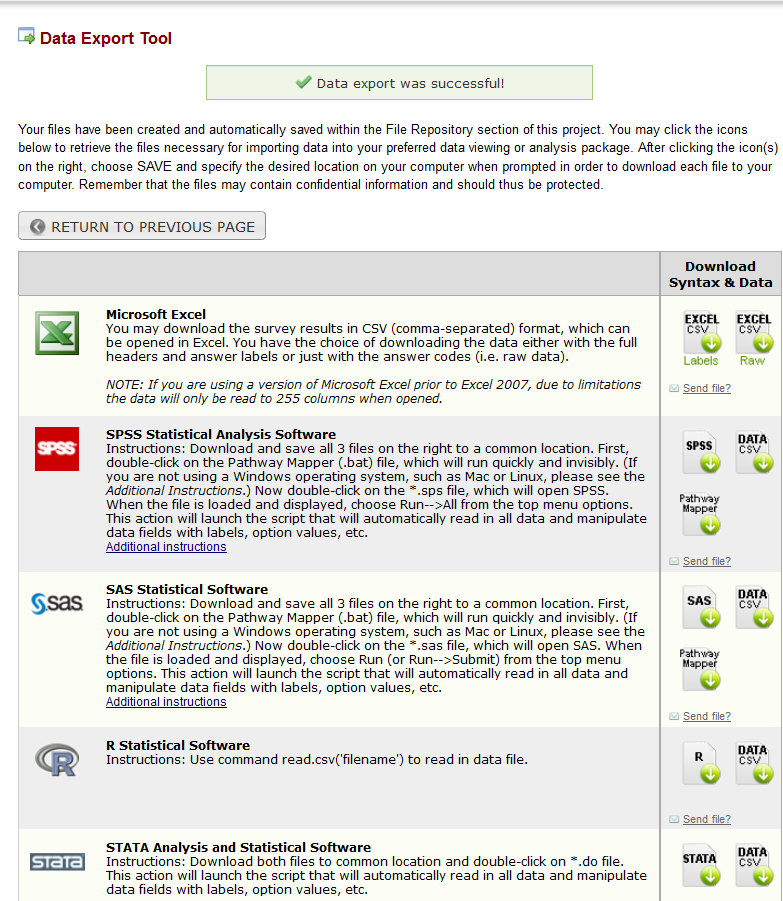 Data Export Tool
Data export was successful!
Your files have been created and automatically saved within the File Repository section of this project. You may click the icons
below to retrieve the files necessary for importing data into your preferred data viewing or analysis package. After clicking the icon(s)
on the right, choose SAVE and specify the desired location on your computer when prompted in order to download each file to your
computer. Remember that the files may contain confidential information and should thus be protected.
RETURN TO PREVIOUS PAGE
Download
Syntax & Data
Microsoft Excel
You may download the survey results in CSV (comma-separated) format, which can
be opened in Excel. You have the choice of downloading the data either with the full
headers and answer labels or just with the answer codes (i.e. raw data).
NOTE: If you are using a version of Microsoft Excel prior to Excel 2007, due to limitations
the data will only be read to 255 columns when opened.
EXCEL EXCEL
CSV CSV
Labels Raw
Send file?
SPSS
SPSS Statistical Analysis Software
Instructions: Download and save all 3 files on the right to a common location. First,
double-click on the Pathway Mapper (.bat) file, which will run quickly and invisibly. (If
you are not using a Windows operating system, such as Mac or Linux, please see the
Additional Instructions.) Now double-click on the *.sps file, which will open SPSS.
When the file is loaded and displayed, choose Run-->All from the top menu options.
This action will launch the script that will automatically read in all data and manipulate
data fields with labels, option values, etc.
Additional instructions
SPSS DATA
CSV
Pathway
Mapper
Send file?
sas
SAS Statistical Software
Instructions: Download and save all 3 files on the right to a common location. First,
double-click on the Pathway Mapper (.bat) file, which will run quickly and invisibly. (If
you are not using a Windows operating system, such as Mac or Linux, please see the
Additional Instructions.) Now double-click on the *.sas file, which will open SAS. When
the file is loaded and displayed, choose Run (or Run-->Submit) from the top menu
options. This action will launch the script that will automatically read in all data and
manipulate data fields with labels, option values, etc.
Additional instructions
SAS DATA
CSV
Pathway
Mapper
Send file?
R
R Statistical Software
Instructions: Use command read.csv('filename') to read in data file.
R DATA
CSV
Send file?
STATA
STATA Analysis and Statistical Software
Instructions: Download both files to common location and double-click on *.do file.
This action will launch the script that will automatically read in all data and manipulate
data fields with labels, option values, etc.
STATA DATA
CSV